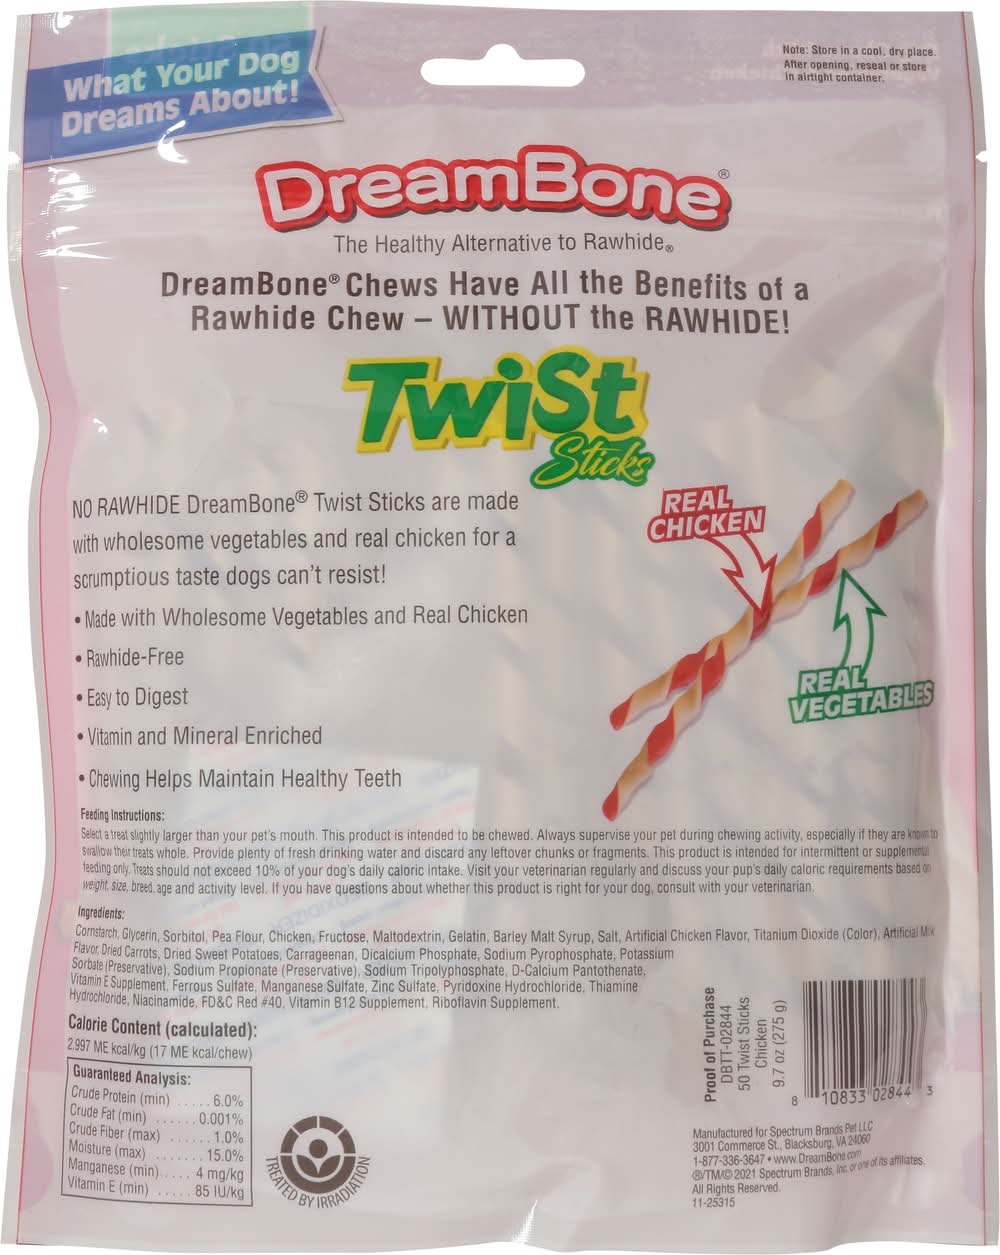 What Your Dog
Dreams About!
Note: Store in a cool, dry place.
After opening, reseal or store
in airtight container.
DreamBone®
The Healthy Alternative to Rawhide®
DreamBone® Chews Have All the Benefits of a
Rawhide Chew – WITHOUT the RAWHIDE!
TwiSt
Sticks
NO RAWHIDE DreamBone® Twist Sticks are made
with wholesome vegetables and real chicken for a
scrumptious taste dogs can't resist!
• Made with Wholesome Vegetables and Real Chicken
• Rawhide-Free
• Easy to Digest
• Vitamin and Mineral Enriched
• Chewing Helps Maintain Healthy Teeth
REAL
CHICKEN
REAL
VEGETABLES
Feeding Instructions:
Select a treat slightly larger than your pet's mouth. This product is intended to be chewed. Always supervise your pet during chewing activity, especially if they are known to
swallow their treats whole. Provide plenty of fresh drinking water and discard any leftover chunks or fragments. This product is intended for intermittent or supplemental
feeding only. Treats should not exceed 10% of your dog's daily caloric intake. Visit your veterinarian regularly and discuss your pup's daily caloric requirements based on
weight, size, breed, age and activity level. If you have questions about whether this product is right for your dog, consult with your veterinarian.
Ingredients:
Cornstarch, Glycerin, Sorbitol, Pea Flour, Chicken, Fructose, Maltodextrin, Gelatin, Barley Malt Syrup, Salt, Artificial Chicken Flavor, Titanium Dioxide (Color), Artificial Milk
Flavor, Dried Carrots, Dried Sweet Potatoes, Carrageenan, Dicalcium Phosphate, Sodium Pyrophosphate, Potassium
Sorbate (Preservative), Sodium Propionate (Preservative), Sodium Tripolyphosphate, D-Calcium Pantothenate,
Vitamin E Supplement, Ferrous Sulfate, Manganese Sulfate, Zinc Sulfate, Pyridoxine Hydrochloride, Thiamine
Hydrochloride, Niacinamide, FD&C Red #40, Vitamin B12 Supplement, Riboflavin Supplement.
Calorie Content (calculated):
2,997 ME kcal/kg (17 ME kcal/chew)
Guaranteed Analysis:
Crude Protein (min) ..... 6.0%
Crude Fat (min) ...... 0.001%
Crude Fiber (max) ....... 1.0%
Moisture (max) ........ 15.0%
Manganese (min).... 4 mg/kg
Vitamin E (min) ..... 85 IU/kg
TREATED BY IRRADIATION
Proof of Purchase
DBTT-02844
50 Twist Sticks
Chicken
9.7 oz (275 g)
8 10833 02844 3
Manufactured for Spectrum Brands Pet LLC
3001 Commerce St., Blacksburg, VA 24060
1-877-336-3647 • www.DreamBone.com
®/TM/© 2021 Spectrum Brands, Inc. or one of its affiliates.
All Rights Reserved.
11-25315